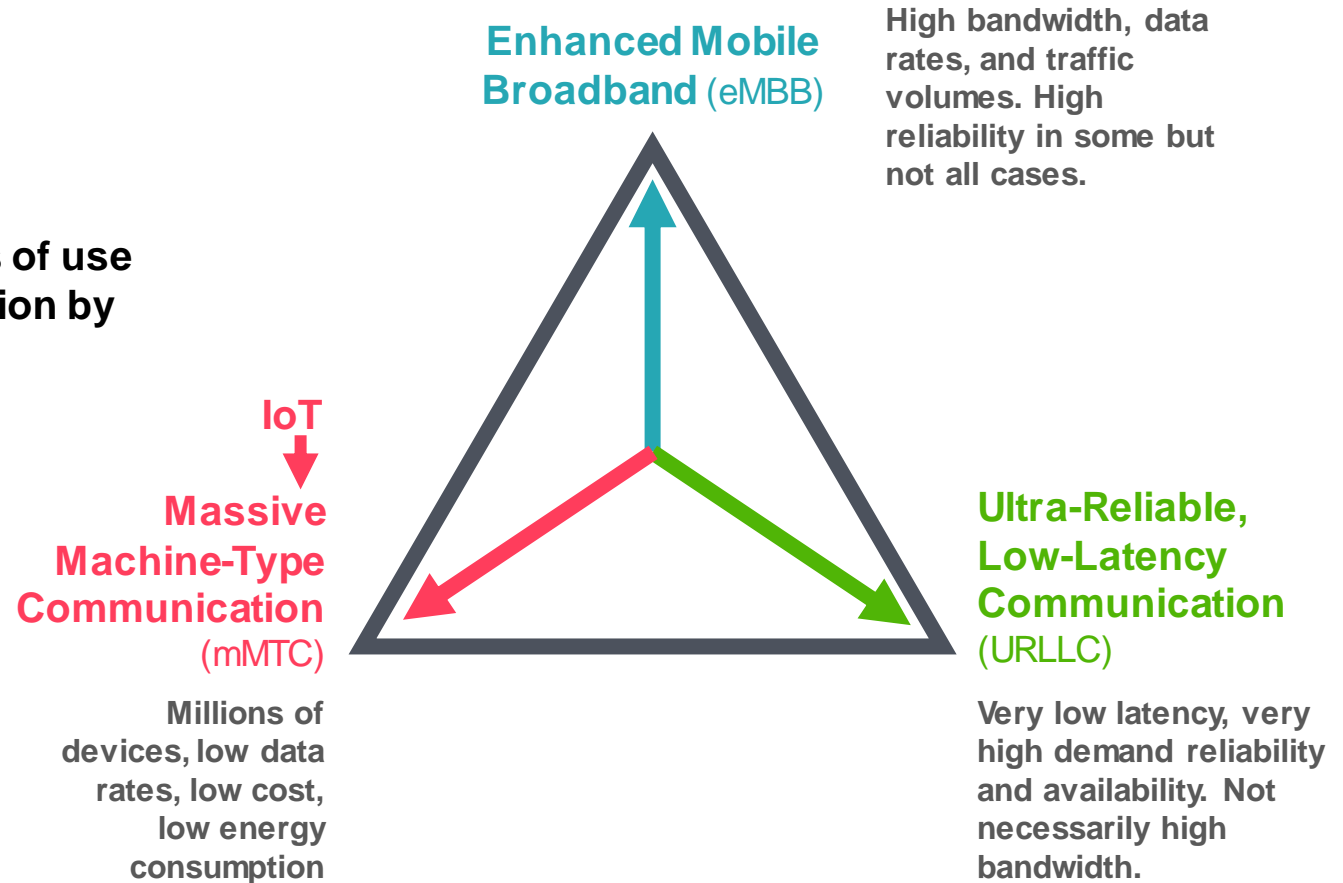 Enhanced Mobile
Broadband (eMBB)
High bandwidth, data
rates, and traffic
volumes. High
reliability in some but
not all cases.
of use
tion by
IoT
Massive
Machine-Type
Communication
(mMTC)
Millions of
devices, low data
rates, low cost,
low energy
consumption
Ultra-Reliable,
Low-Latency
Communication
(URLLC)
Very low latency, very
high demand reliability
and availability. Not
necessarily high
bandwidth.